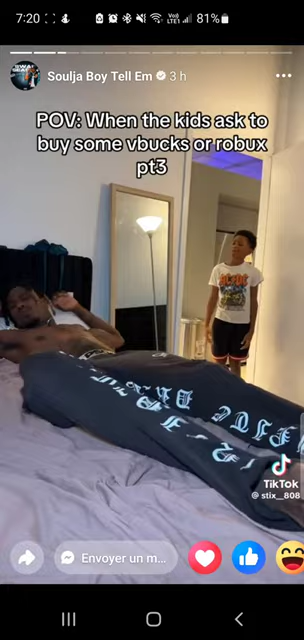 7:20
81%
Soulja Boy Tell Em 3 h
POV: When the kids ask to
buy some vbucks or robux
pt3
TikTok
@ stix__808
Envoyer un m...